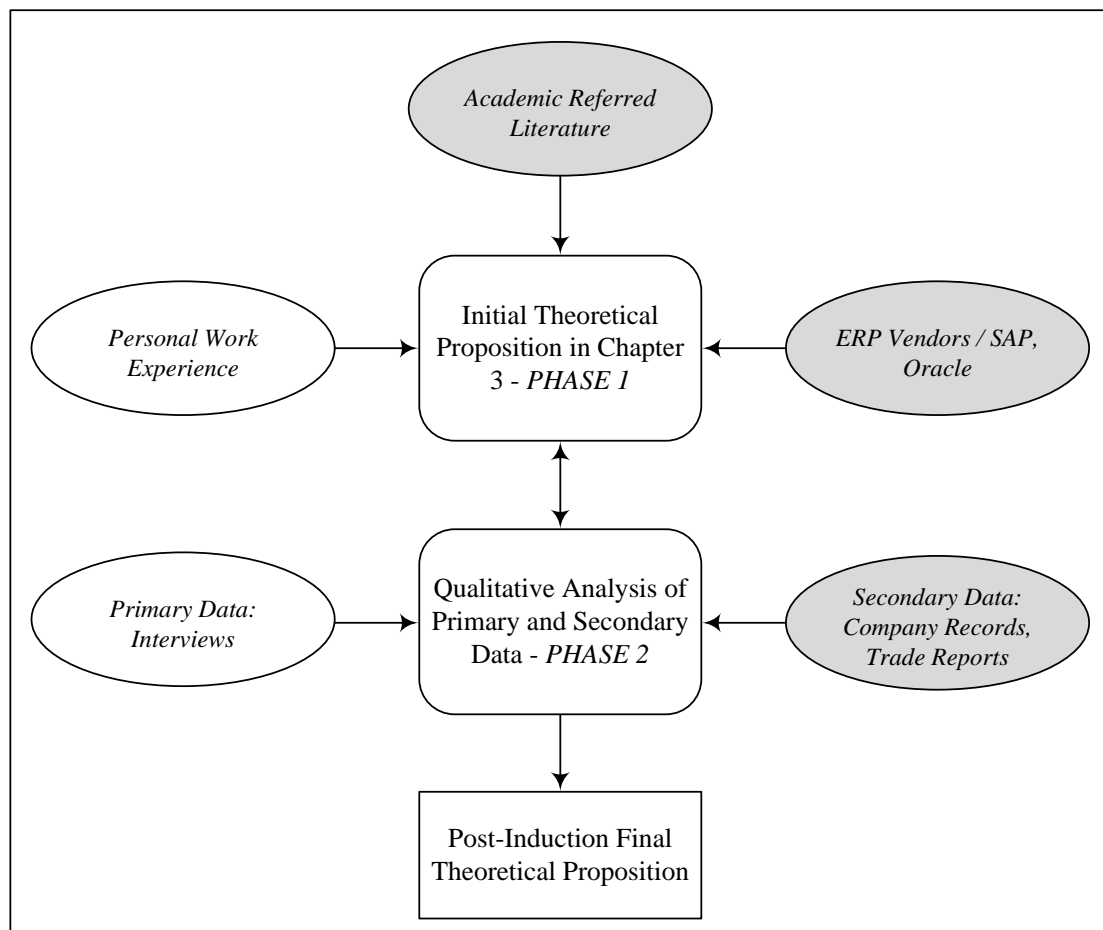 Academic Referred
Literature
Personal Work
Experience
Initial Theoretical
Proposition in Chapter
3 - PHASE 1
ERP Vendors / SAP,
Oracle
Primary Data:
Interviews
Qualitative Analysis of
Primary and Secondary
Data - PHASE 2
Secondary Data:
Company Records,
Trade Reports
Post-Induction Final
Theoretical Proposition